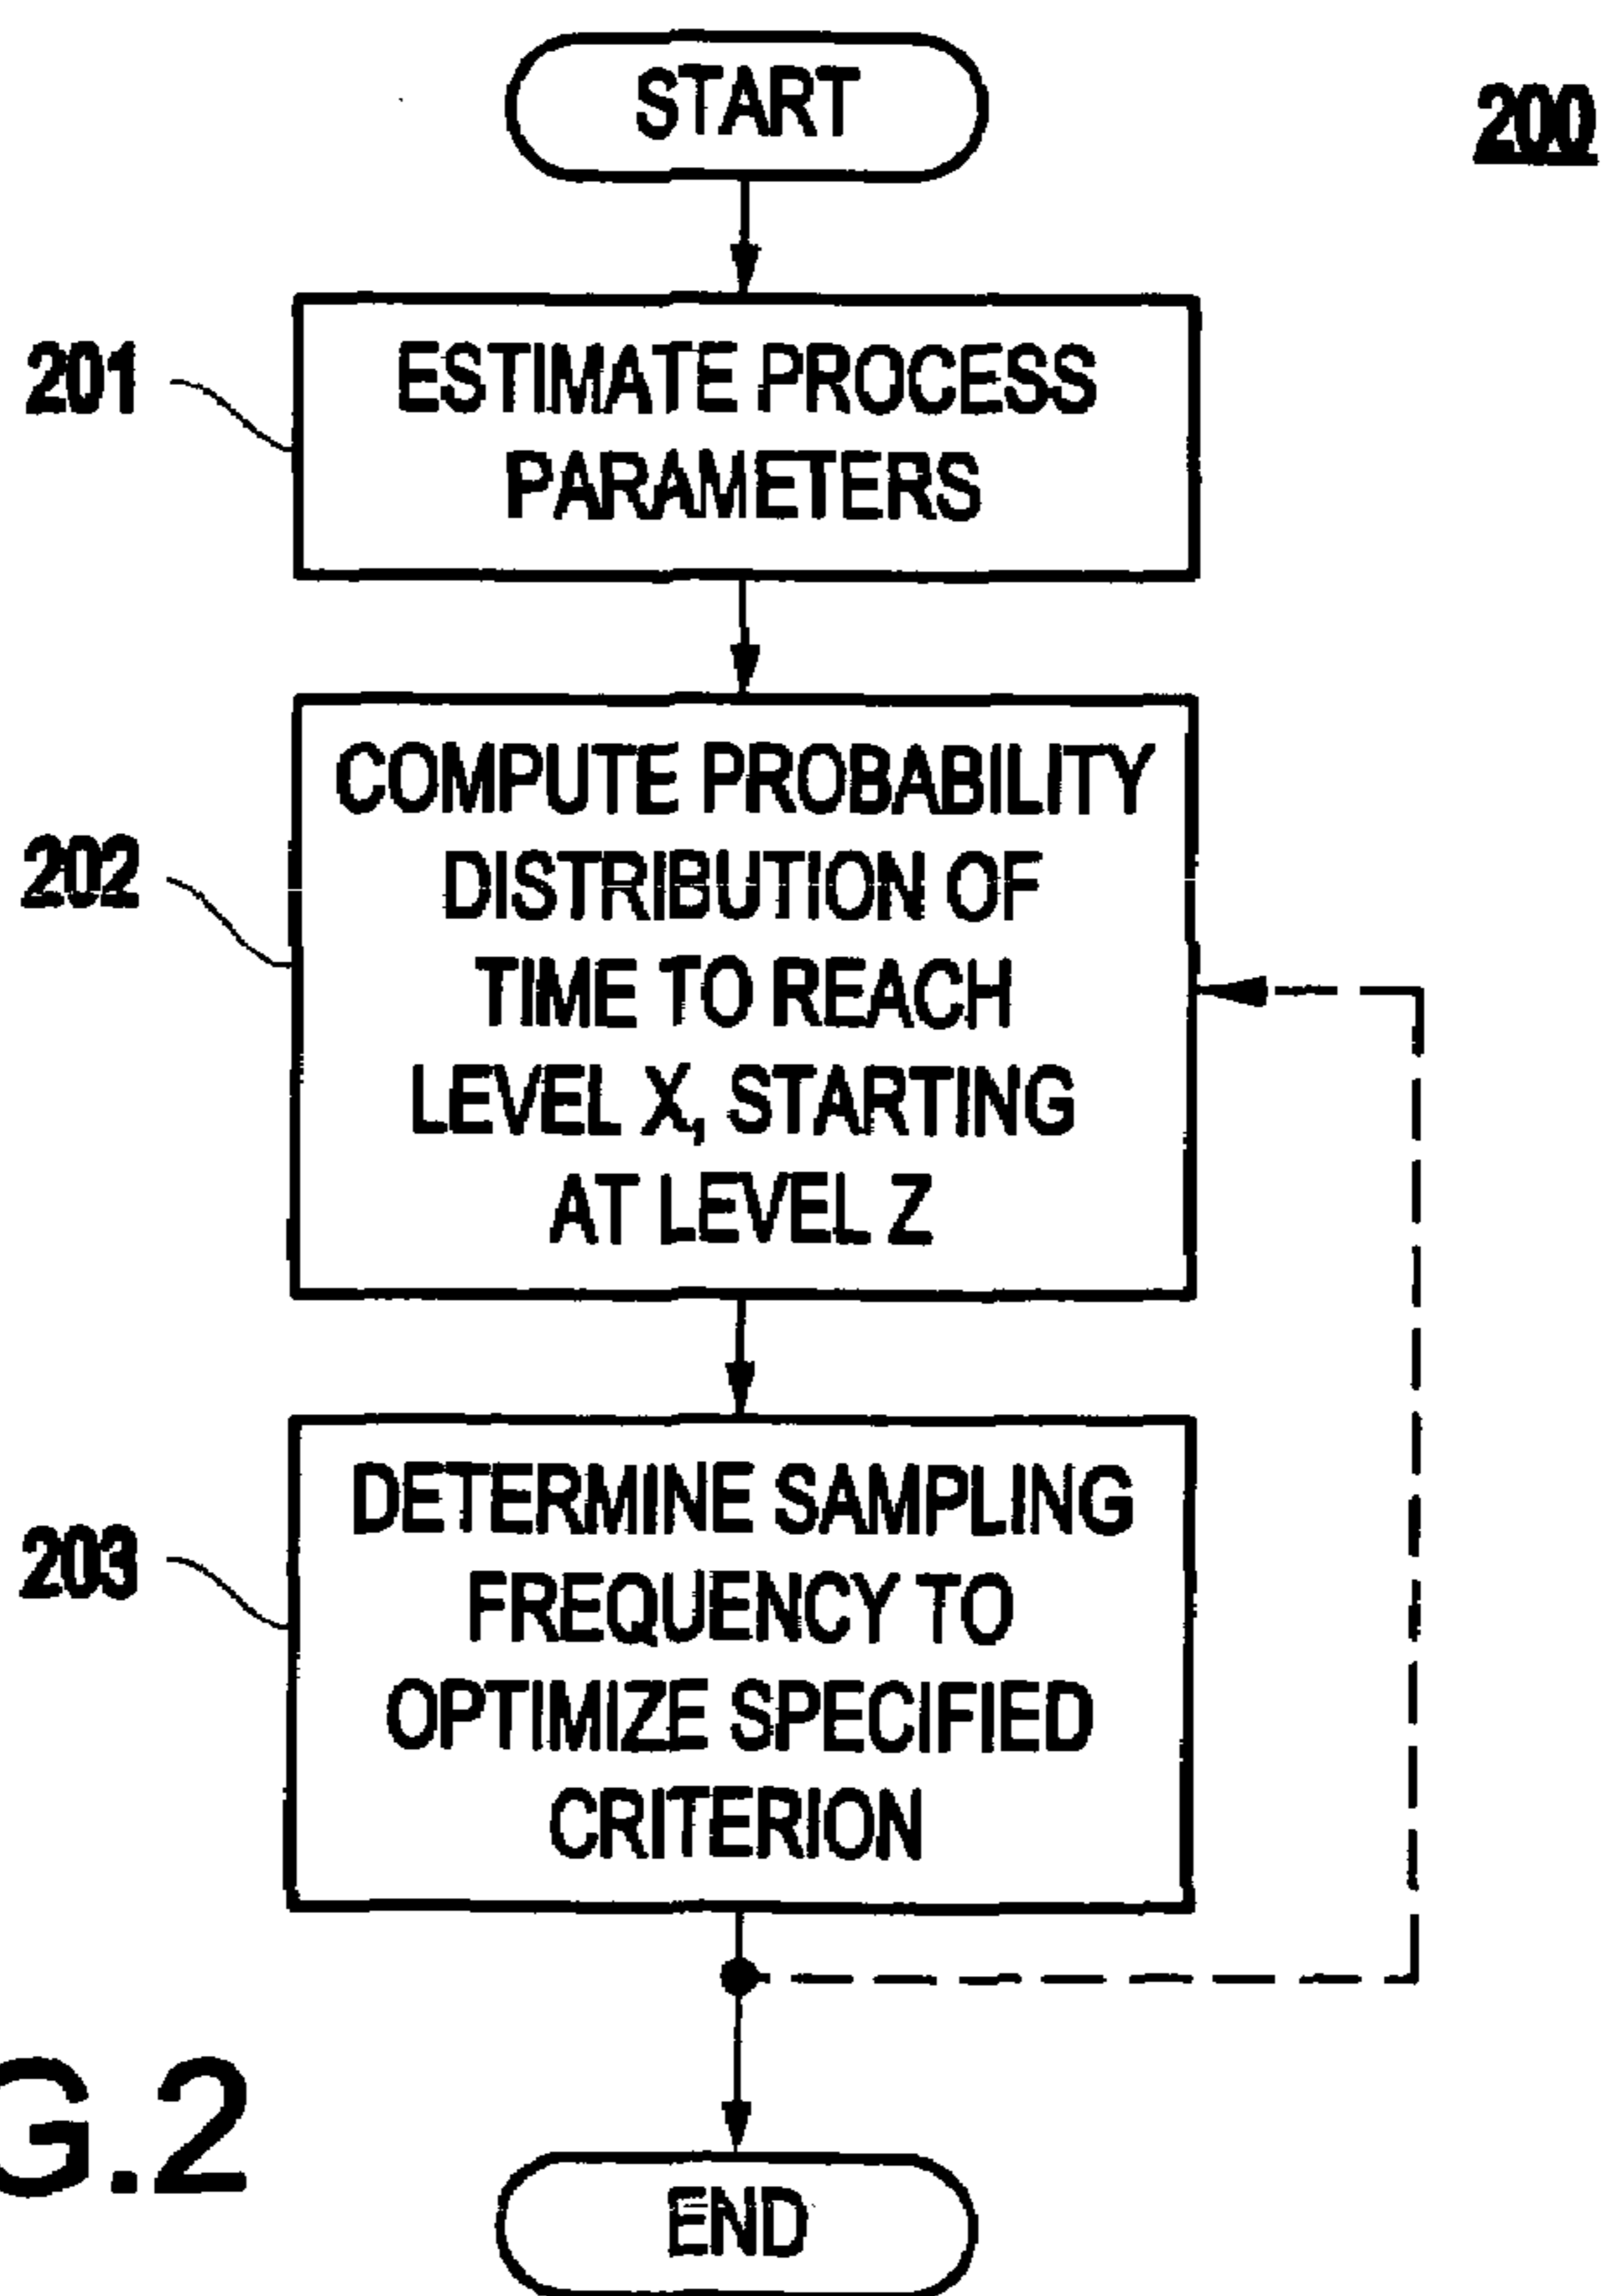 START
200
201
ESTIMATE PROCESS
PARAMETERS
202
COMPUTE PROBABILITY
DISTRIBUTION OF
TIME TO REACH
LEVEL X, STARTING
AT LEVEL Z
203
DETERMINE SAMPLING
FREQUENCY TO
OPTIMIZE SPECIFIED
CRITERION
G.2
END